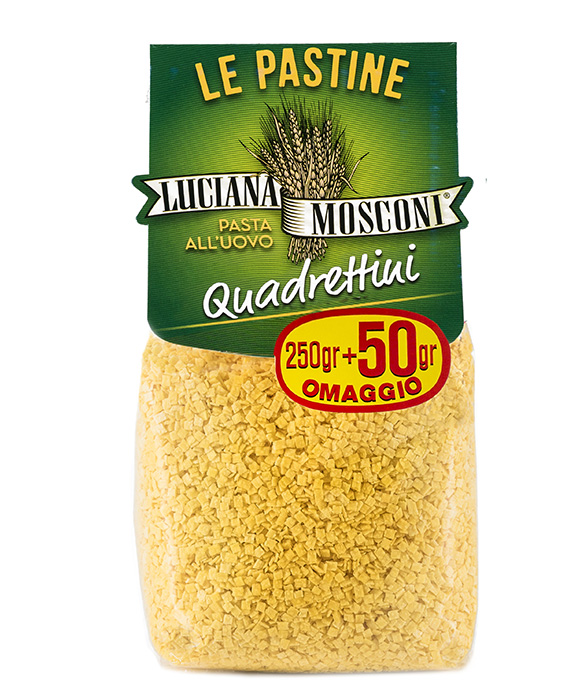 LE PASTINE
LUCIANA MOSCONI®
PASTA
ALL'UOVO
Quadrettini
250gr+50gr
OMAGGIO